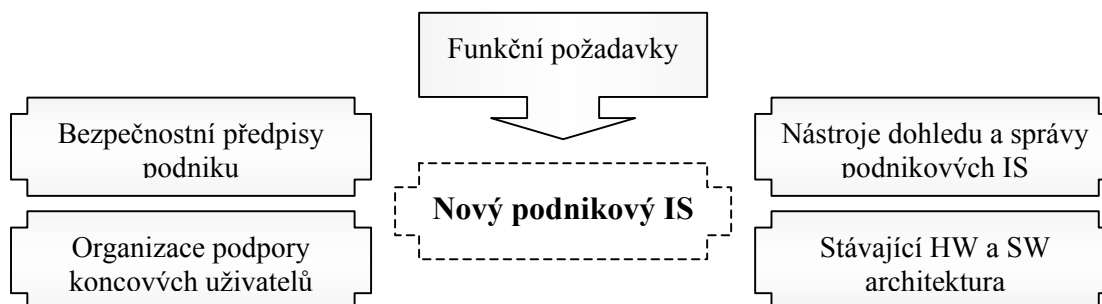 Funkční požadavky
Bezpečnostní předpisy
podniku
Nástroje dohledu a správy
podnikových IS
Nový podnikový IS
Organizace podpory
koncových uživatelů
Stávající HW a SW
architektura